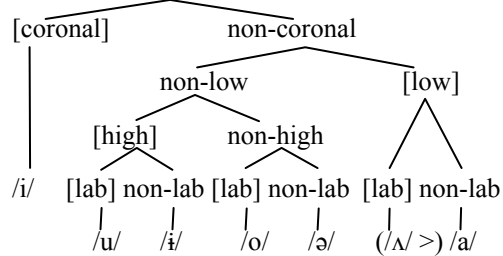 [coronal] non-coronal
non-low [low]
[high] non-high
/i/ [lab] non-lab [lab] non-lab [lab] non-lab
/u/ /ɨ/ /o/ /ə/ (/ʌ/ >) /a/